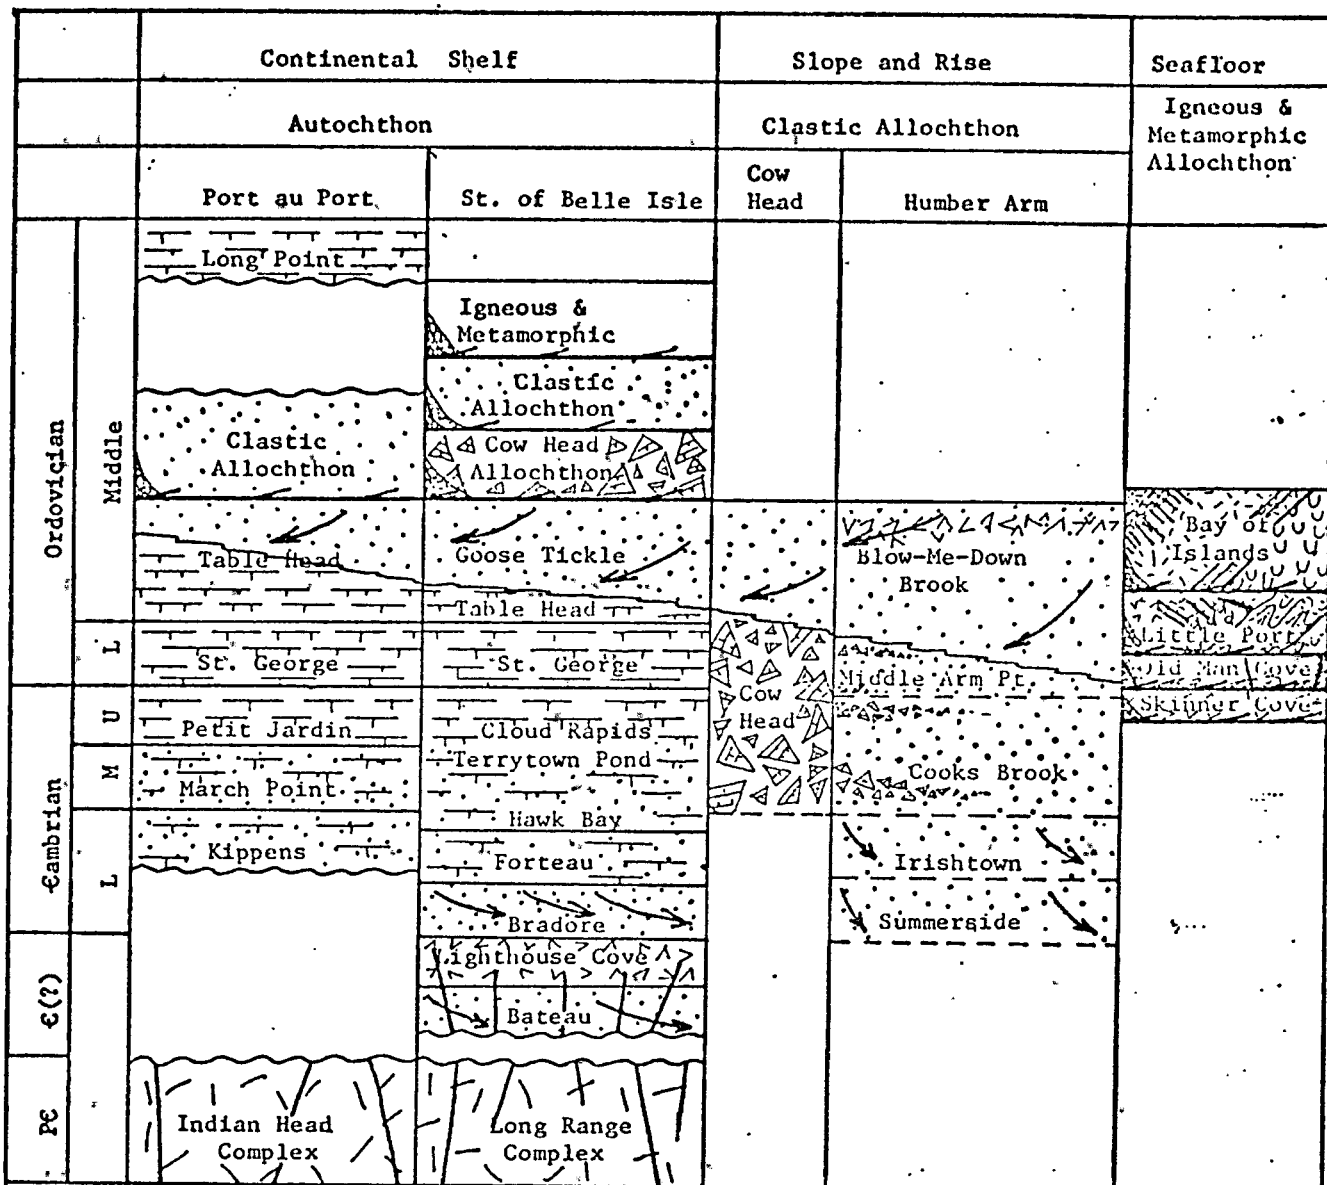 Continental Shelf
Slope and Rise
Seafloor
Autochthon
Clastic Allochthon
Igneous &
Metamorphic
Allochthon
Port au Port
St. of Belle Isle
Cow
Head
Humber Arm
Ordovician
Middle
L
Є̶ambrian
U
M
L
Є(?)
PЄ
Long Point
Igneous &
Metamorphic
Clastic
Allochthon
Clastic
Allochthon
Cow Head
Allochthon
Table Head
Goose Tickle
Table Head
Blow-Me-Down
Brook
Bay of
Islands
St. George
St. George
Cow
Head
Middle Arm Pt.
Little Port
Old Man Cove
Skinner Cove
Petit Jardin
Cloud Rapids
Terrytown Pond
March Point
Hawk Bay
Cooks Brook
Kippens
Forteau
Irishtown
Bradore
Summerside
Lighthouse Cove
Bateau
Indian Head
Complex
Long Range
Complex